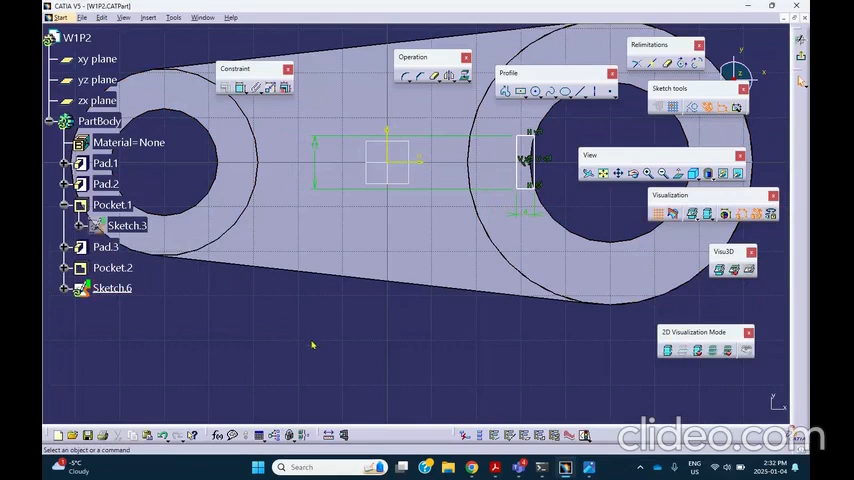 CATIA V5 - [W1P2.CATPart]
Start File Edit View Insert Tools Window Help
W1P2
xy plane
yz plane
zx plane
PartBody
Material=None
Pad.1
Pad.2
Pocket.1
Sketch.3
Pad.3
Pocket.2
Sketch.6
Constraint
Operation
Profile
Relimitations
Sketch tools
View
Visualization
Visu3D
2D Visualization Mode
y
x
z
clideo.com
Select an object or a command
-5°C
Cloudy
Search
ENG
US
2:32 PM
2025-01-04